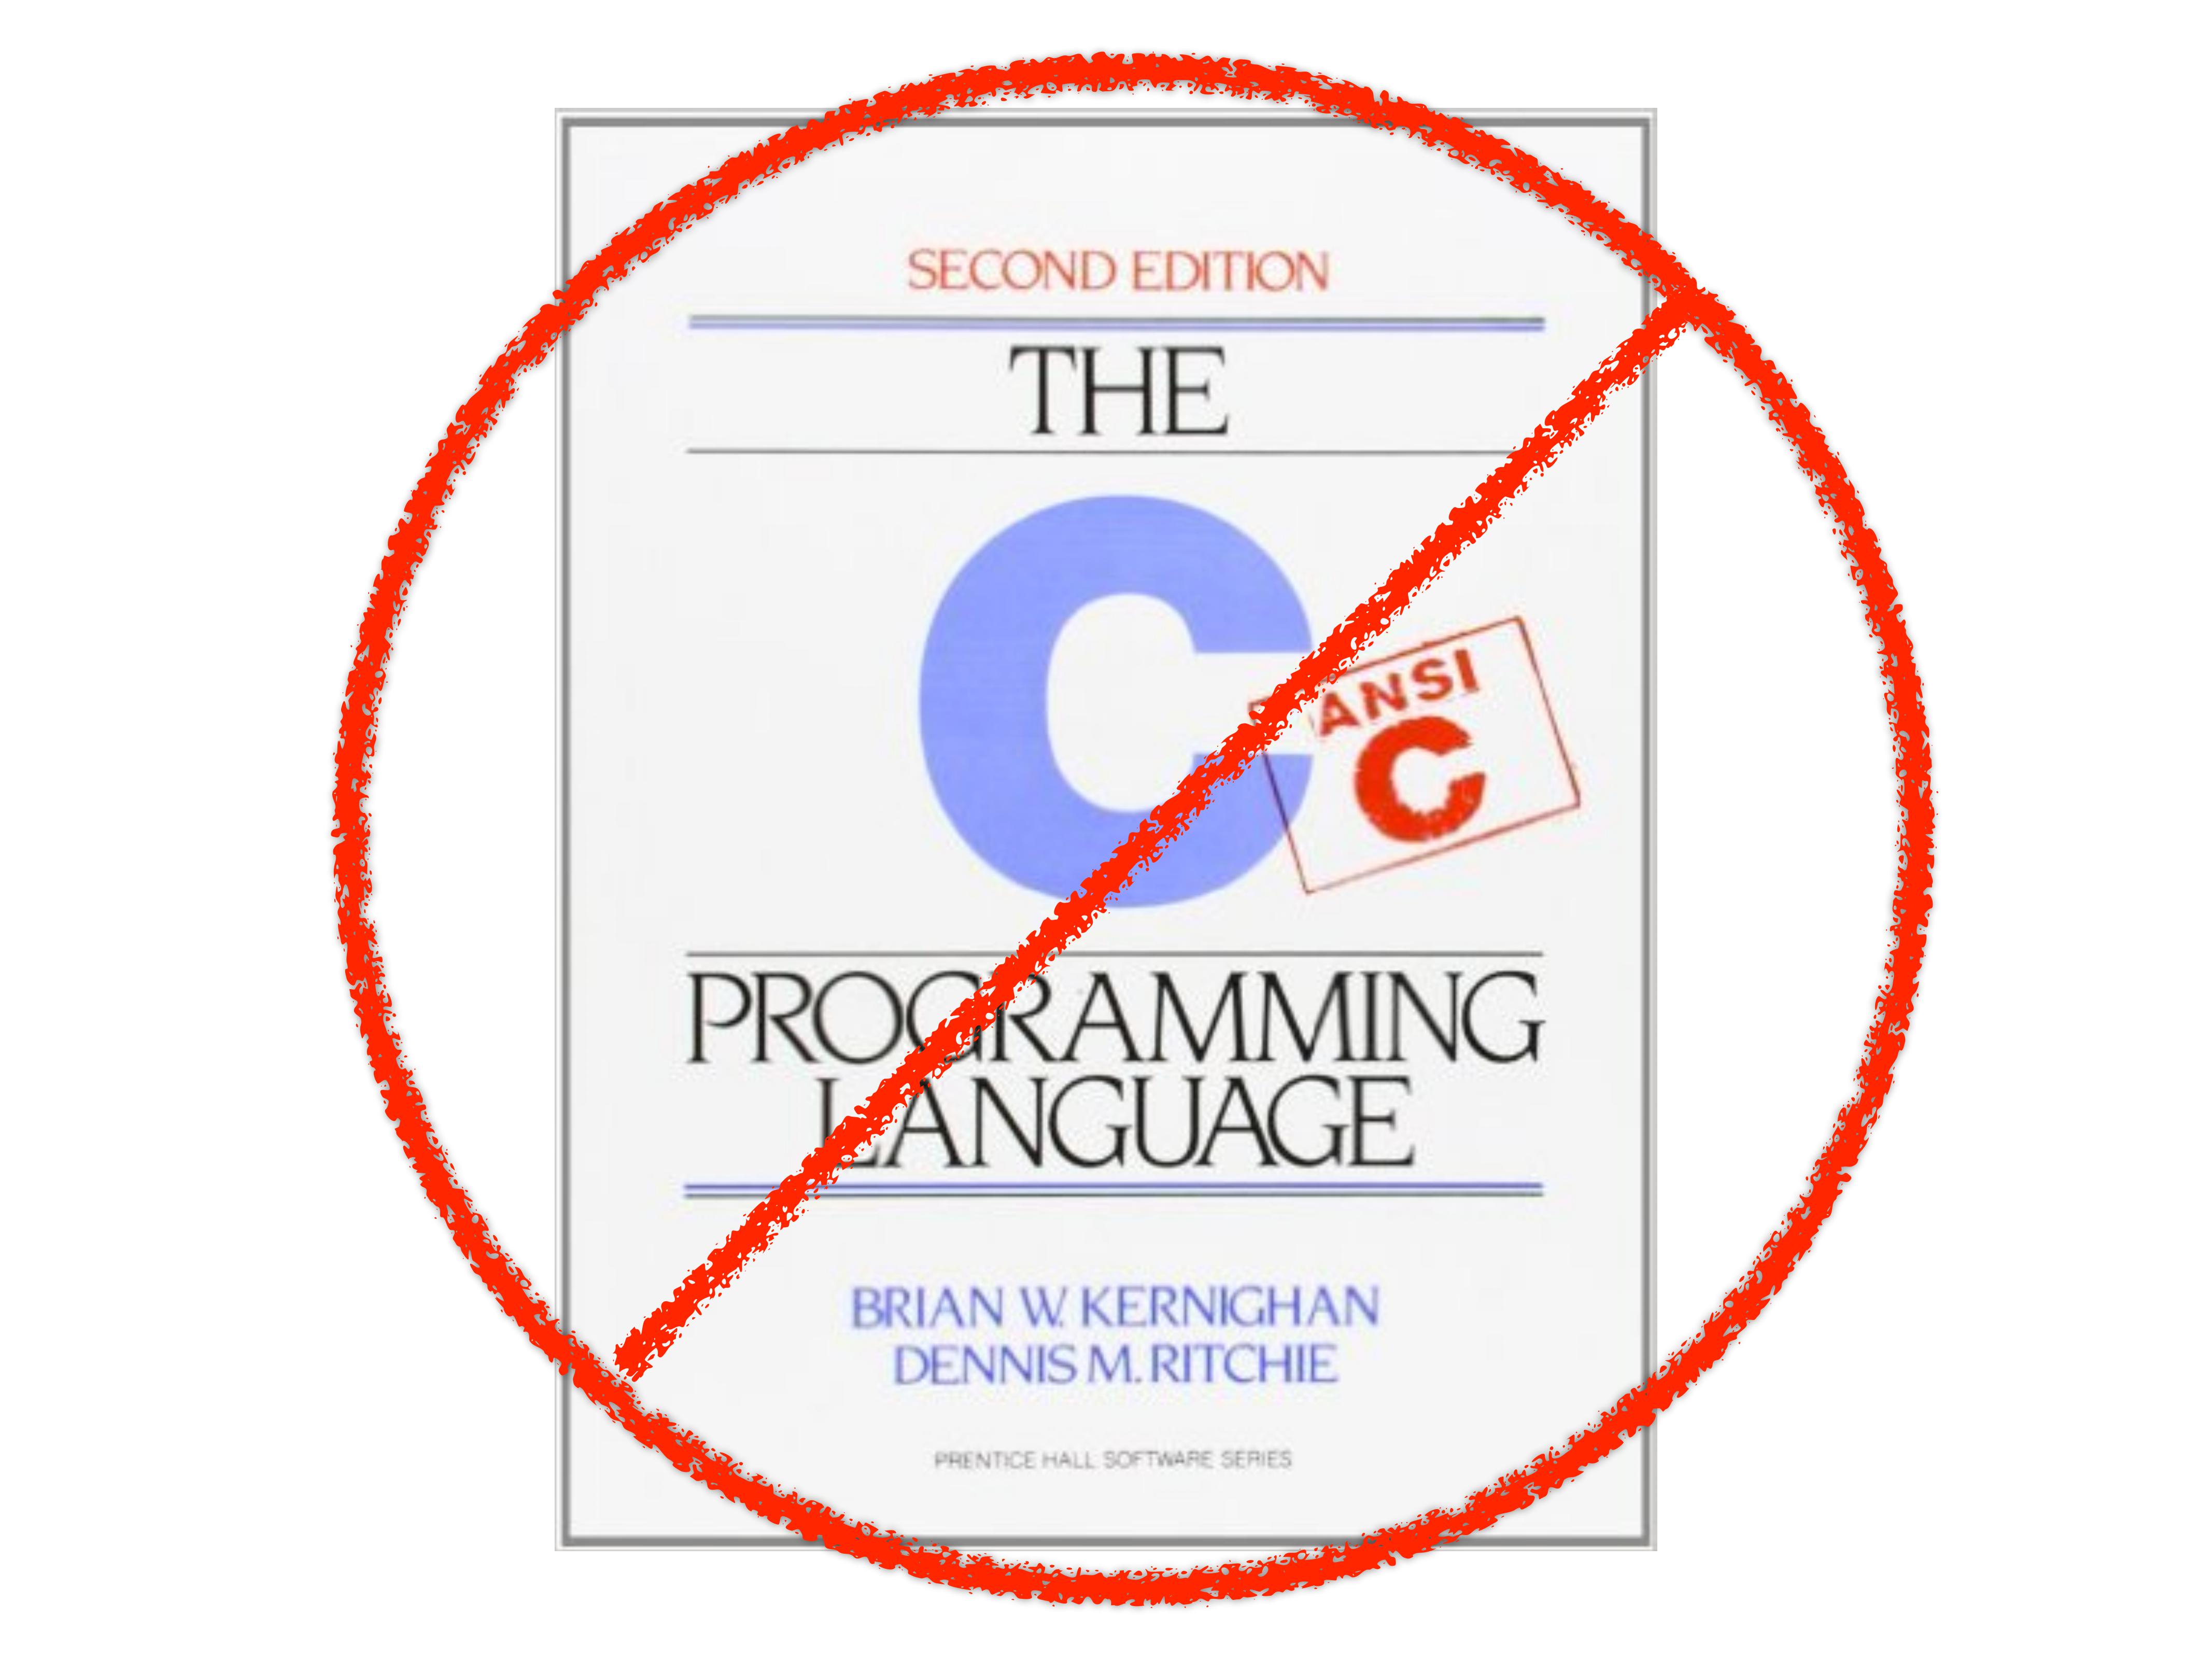 SECOND EDITION
THE
C
ANSI
C
PROGRAMMING
LANGUAGE
BRIAN W. KERNIGHAN
DENNIS M. RITCHIE
PRENTICE HALL SOFTWARE SERIES